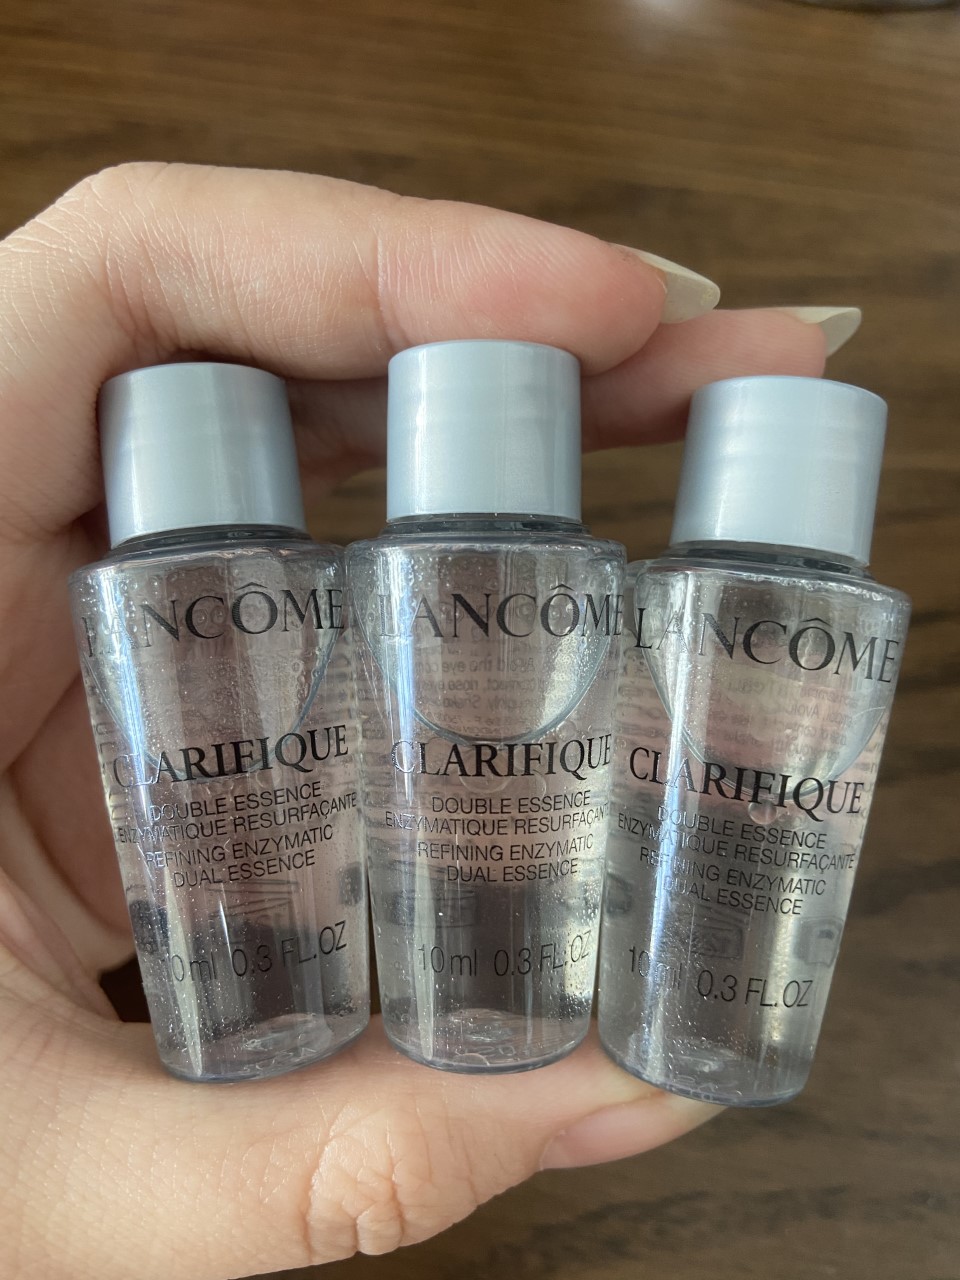 LANCÔME
CLARIFIQUE
DOUBLE ESSENCE
ENZYMATIQUE RESURFAÇANTE
REFINING ENZYMATIC
DUAL ESSENCE
10 ml 0.3 FL.OZ
LANCÔME
CLARIFIQUE
DOUBLE ESSENCE
ENZYMATIQUE RESURFAÇANTE
REFINING ENZYMATIC
DUAL ESSENCE
10 ml 0.3 FL.OZ
LANCÔME
CLARIFIQUE
DOUBLE ESSENCE
ENZYMATIQUE RESURFAÇANTE
REFINING ENZYMATIC
DUAL ESSENCE
10 ml 0.3 FL.OZ